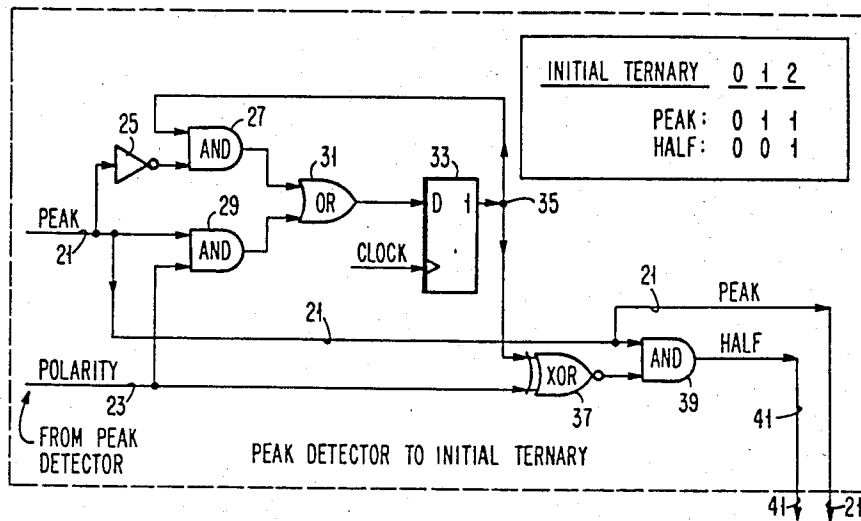 INITIAL TERNARY 0 1 2
PEAK: 0 1 1
HALF: 0 0 1
25
27
AND
31
OR
33
D 1
35
PEAK
21
29
AND
CLOCK
21
PEAK
21
HALF
AND
39
XOR
37
POLARITY
23
41
FROM PEAK
DETECTOR
PEAK DETECTOR TO INITIAL TERNARY
41
21